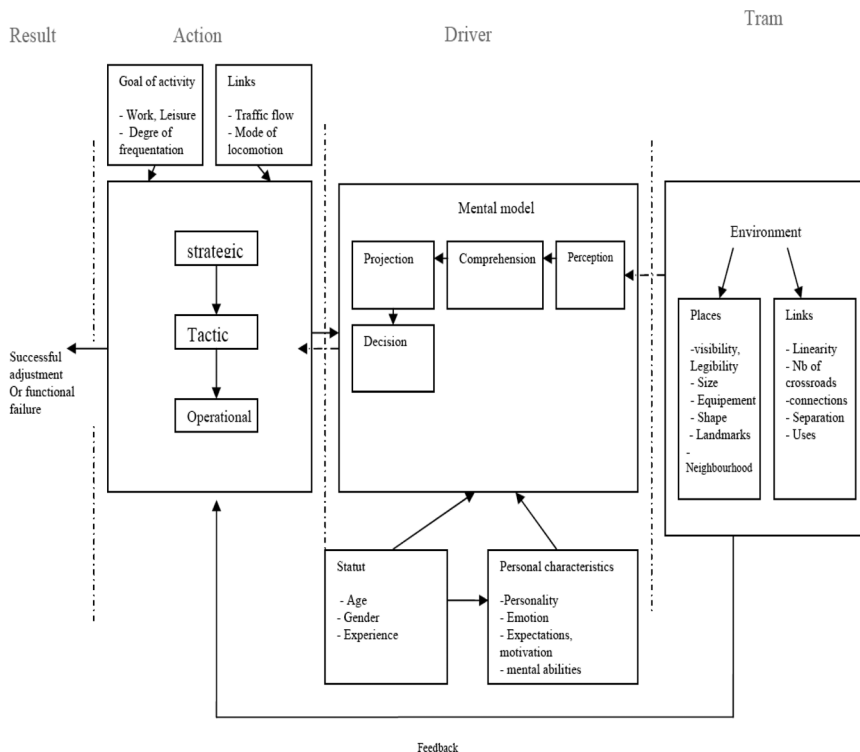 Result
Action
Driver
Tram
Goal of activity
- Work, Leisure
- Degre of
frequentation
Links
- Traffic flow
- Mode of
locomotion
strategic
Tactic
Operational
Successful
adjustment
Or functional
failure
Mental model
Projection
Comprehension
Perception
Decision
Environment
Places
-visibility,
Legibility
- Size
- Equipement
- Shape
- Landmarks
-
Neighbourhood
Links
- Linearity
- Nb of
crossroads
-connections
- Separation
- Uses
Statut
- Age
- Gender
- Experience
Personal characteristics
-Personality
- Emotion
- Expectations,
motivation
- mental abilities
Feedback